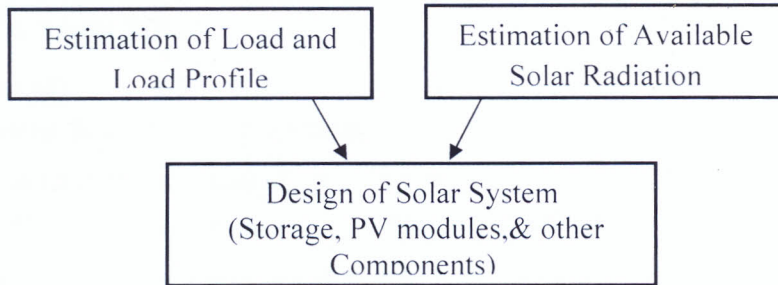 Estimation of Load and
Load Profile
Estimation of Available
Solar Radiation
Design of Solar System
(Storage, PV modules,& other
Components)